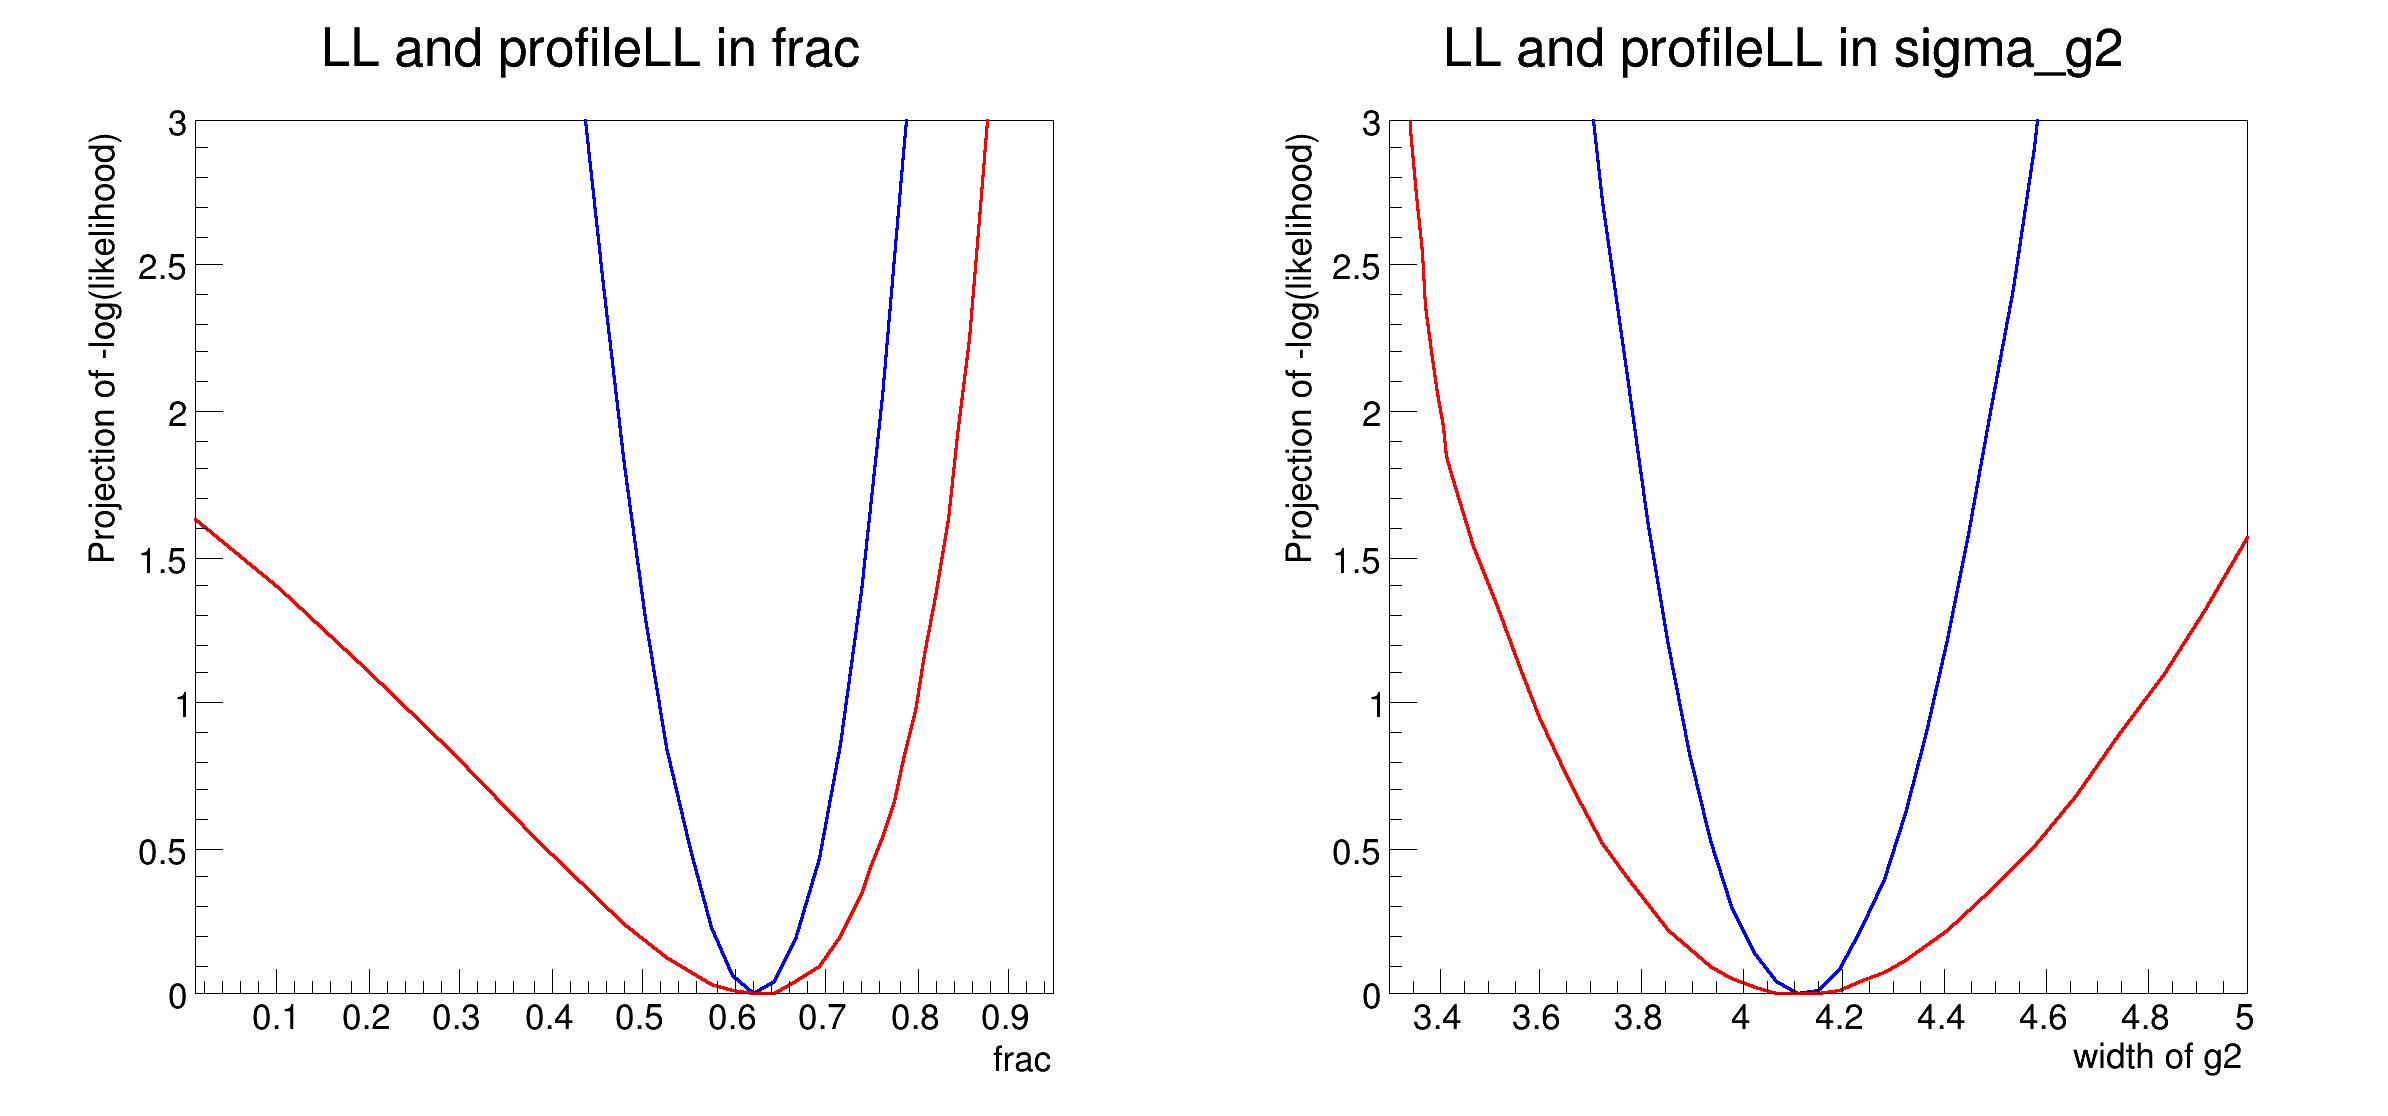 LL and profileLL in frac
Projection of -log(likelihood)
3
2.5
2
1.5
1
0.5
0
0.1 0.2 0.3 0.4 0.5 0.6 0.7 0.8 0.9
frac
LL and profileLL in sigma_g2
Projection of -log(likelihood)
3
2.5
2
1.5
1
0.5
0
3.4 3.6 3.8 4 4.2 4.4 4.6 4.8 5
width of g2